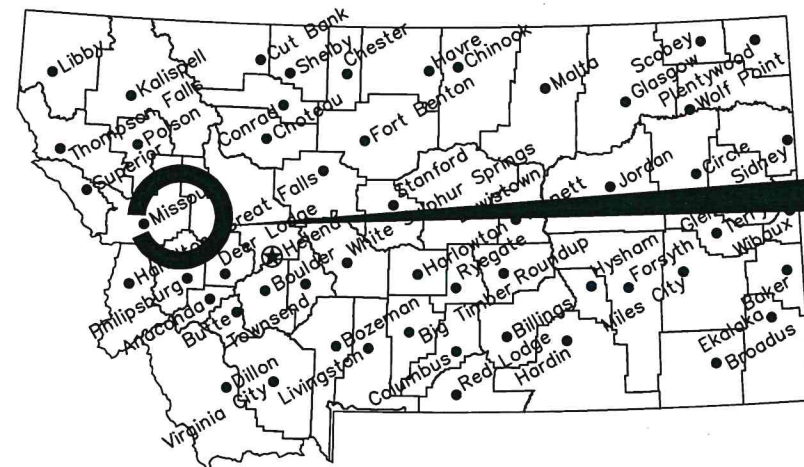 Libby
Kalispell
Cut Bank
Shelby
Chester
Havre
Chinook
Malta
Scobey
Glasgow
Plentywood
Wolf Point
Thompson Falls
Polson
Superior
Conrad
Choteau
Fort Benton
Stanford
Jordan
Circle
Sidney
Great Falls
Deer Lodge
Helena
Boulder
White Sulphur Springs
Harlowton
Ryegate
Roundup
Hysham
Forsyth
Miles City
Terry
Wibaux
Baker
Ekalaka
Broadus
Philipsburg
Anaconda
Butte
Townsend
Bozeman
Big Timber
Billings
Hardin
Livingston
Columbus
Red Lodge
Dillon
Virginia City